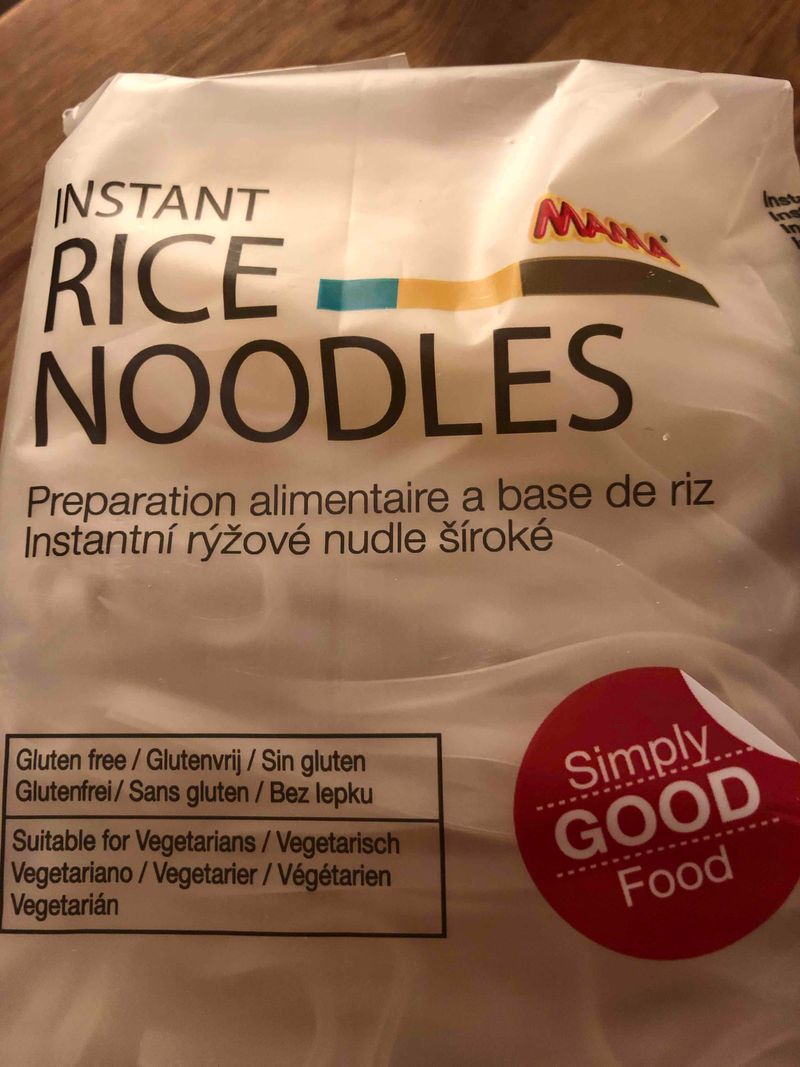 INSTANT
RICE
MAMA
NOODLES
Preparation alimentaire a base de riz
Instantní rýžové nudle šíroké
Gluten free / Glutenvrij / Sin gluten
Glutenfrei / Sans gluten / Bez lepku
Suitable for Vegetarians / Vegetarisch
Vegetariano / Vegetarier / Végétarien
Vegetarián
Simply
GOOD
Food